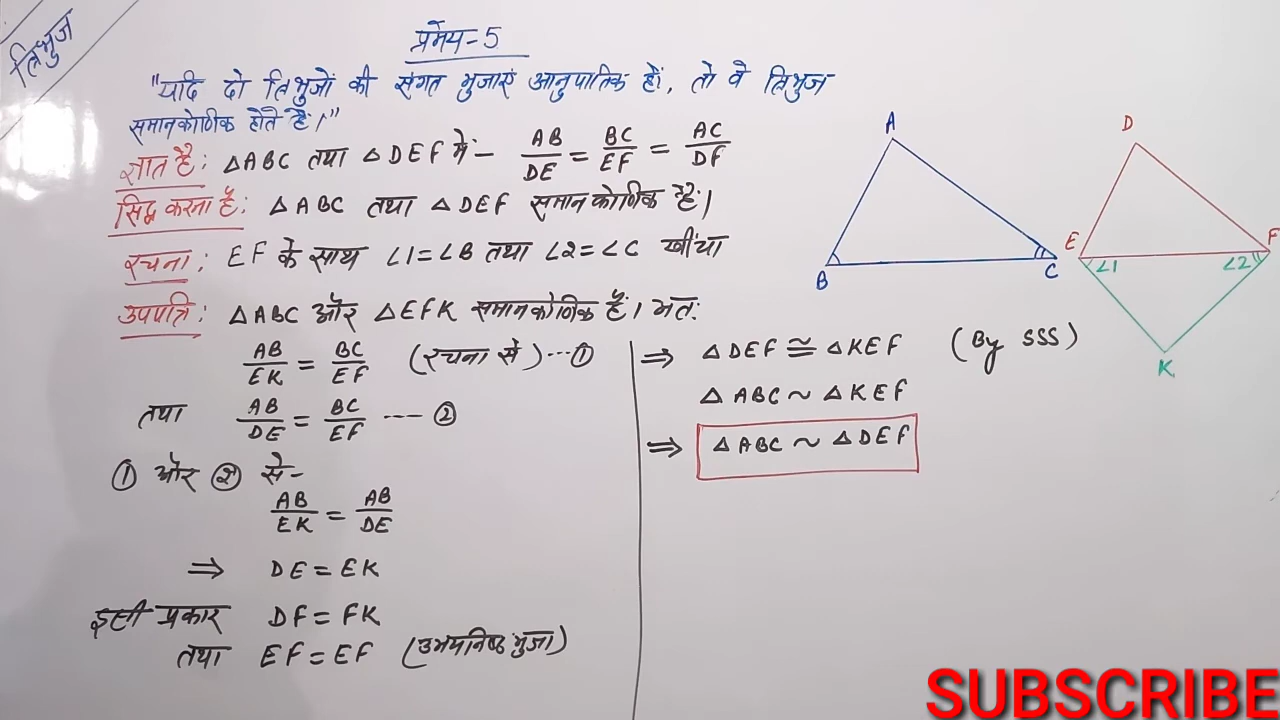 त्रिभुज
प्रमेय-5
"यदि दो त्रिभुजों की संगत भुजाएं आनुपातिक हों, तो वे त्रिभुज
समानकोणिक होते हैं।"
ज्ञात है: △ABC तथा △DEF में- AB/DE = BC/EF = AC/DF
सिद्ध करना है: △ABC तथा △DEF समानकोणिक हैं।
रचना: EF के साथ ∠1=∠B तथा ∠2=∠C खींचा
उपपत्ति: △ABC और △EFK समानकोणिक हैं। अतः
AB/EK = BC/EF (रचना से) ---①
तथा AB/DE = BC/EF ---- ②
① और ② से-
AB/EK = AB/DE
⇒ DE=EK
इसी प्रकार DF=FK
तथा EF=EF (उभयनिष्ठ भुजा)
⇒ △DEF ≅ △KEF (By SSS)
△ABC ~ △KEF
⇒ △ABC ~ △DEF
A
B
C
D
E
F
∠1
∠2
K
SUBSCRIBE